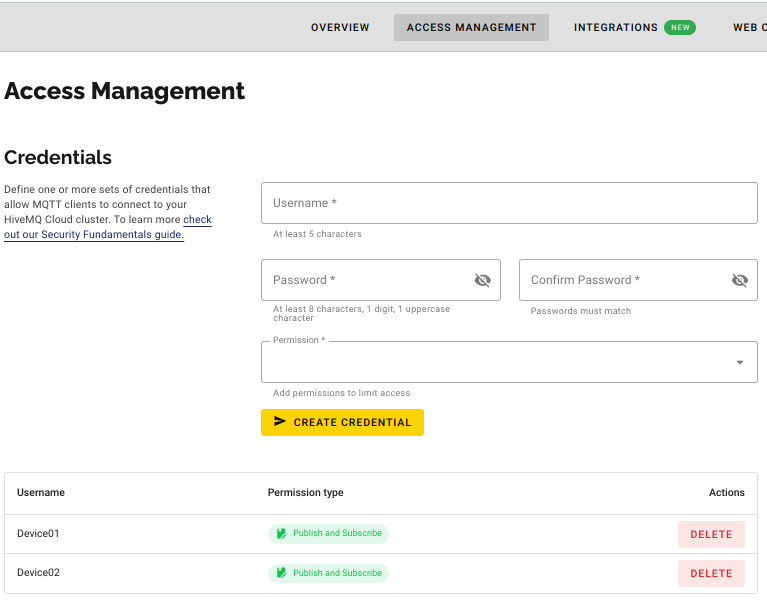 OVERVIEW ACCESS MANAGEMENT INTEGRATIONS NEW WEB C
Access Management
Credentials
Define one or more sets of credentials that
allow MQTT clients to connect to your
HiveMQ Cloud cluster. To learn more check
out our Security Fundamentals guide.
Username *
At least 5 characters
Password * Confirm Password *
At least 8 characters, 1 digit, 1 uppercase
character
Passwords must match
Permission *
Add permissions to limit access
CREATE CREDENTIAL
Username Permission type Actions
Device01 Publish and Subscribe DELETE
Device02 Publish and Subscribe DELETE